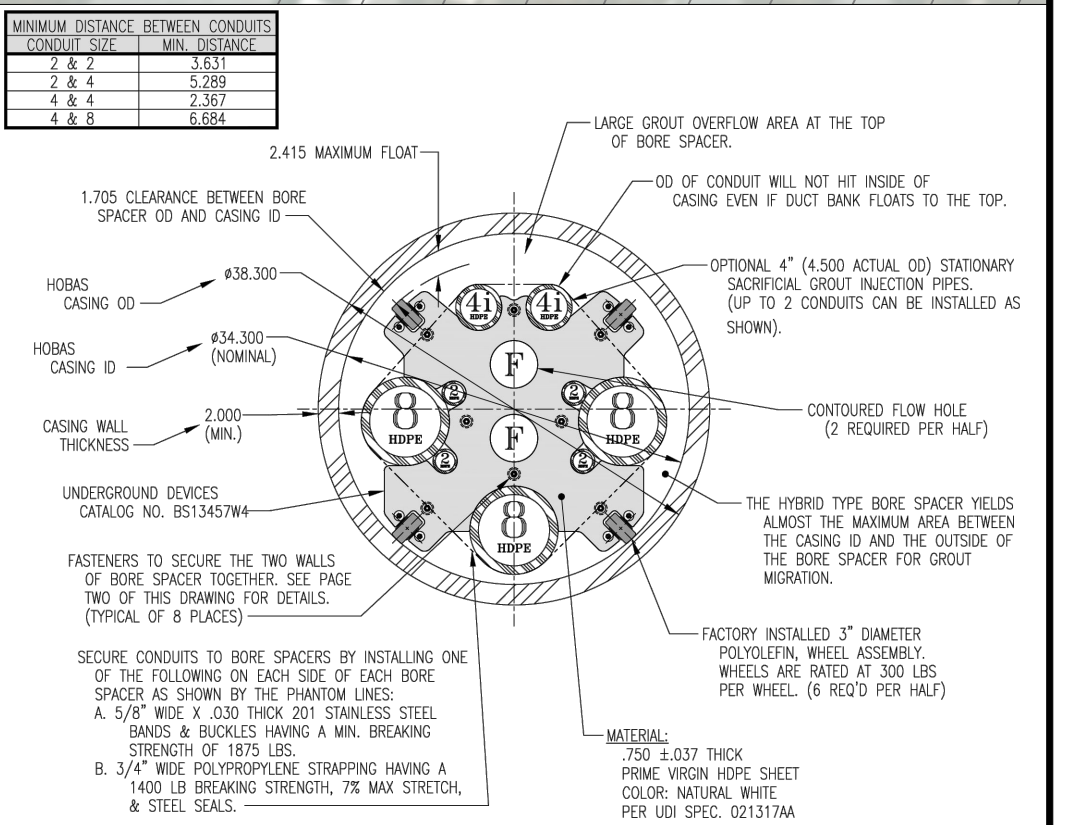 MINIMUM DISTANCE BETWEEN CONDUITS
CONDUIT SIZE MIN. DISTANCE
2 & 2 3.631
2 & 4 5.289
4 & 4 2.367
4 & 8 6.684
LARGE GROUT OVERFLOW AREA AT THE TOP
OF BORE SPACER.
2.415 MAXIMUM FLOAT
OD OF CONDUIT WILL NOT HIT INSIDE OF
CASING EVEN IF DUCT BANK FLOATS TO THE TOP.
1.705 CLEARANCE BETWEEN BORE
SPACER OD AND CASING ID
OPTIONAL 4" (4.500 ACTUAL OD) STATIONARY
SACRIFICIAL GROUT INJECTION PIPES.
(UP TO 2 CONDUITS CAN BE INSTALLED AS
SHOWN).
HOBAS
CASING OD
ø38.300
HOBAS
CASING ID
ø34.300
(NOMINAL)
4i
HDPE
4i
HDPE
F
2
2
8
HDPE
8
HDPE
F
2
2
8
HDPE
CONTOURED FLOW HOLE
(2 REQUIRED PER HALF)
CASING WALL
THICKNESS
2.000
(MIN.)
UNDERGROUND DEVICES
CATALOG NO. BS13457W4
THE HYBRID TYPE BORE SPACER YIELDS
ALMOST THE MAXIMUM AREA BETWEEN
THE CASING ID AND THE OUTSIDE OF
THE BORE SPACER FOR GROUT
MIGRATION.
FASTENERS TO SECURE THE TWO WALLS
OF BORE SPACER TOGETHER. SEE PAGE
TWO OF THIS DRAWING FOR DETAILS.
(TYPICAL OF 8 PLACES)
FACTORY INSTALLED 3" DIAMETER
POLYOLEFIN, WHEEL ASSEMBLY.
WHEELS ARE RATED AT 300 LBS
PER WHEEL. (6 REQ'D PER HALF)
SECURE CONDUITS TO BORE SPACERS BY INSTALLING ONE
OF THE FOLLOWING ON EACH SIDE OF EACH BORE
SPACER AS SHOWN BY THE PHANTOM LINES:
A. 5/8" WIDE X .030 THICK 201 STAINLESS STEEL
BANDS & BUCKLES HAVING A MIN. BREAKING
STRENGTH OF 1875 LBS.
B. 3/4" WIDE POLYPROPYLENE STRAPPING HAVING A
1400 LB BREAKING STRENGTH, 7% MAX STRETCH,
& STEEL SEALS.
MATERIAL:
.750 ±.037 THICK
PRIME VIRGIN HDPE SHEET
COLOR: NATURAL WHITE
PER UDI SPEC. 021317AA